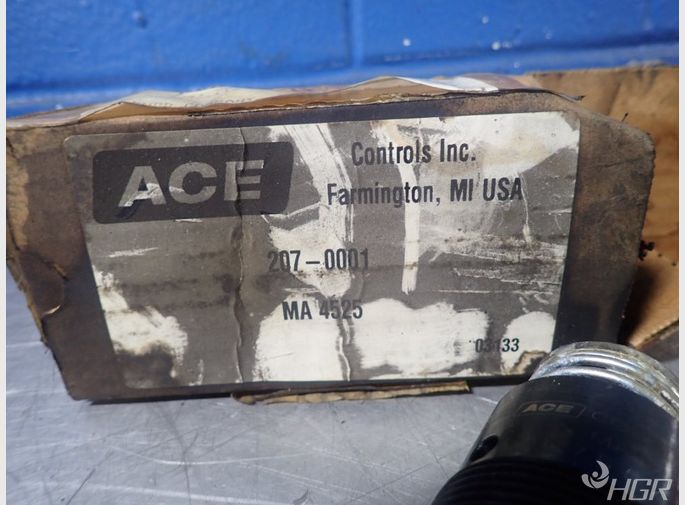 ACE
Controls Inc.
Farmington, MI USA
207-0001
MA 4525
03133
ACE
HGR